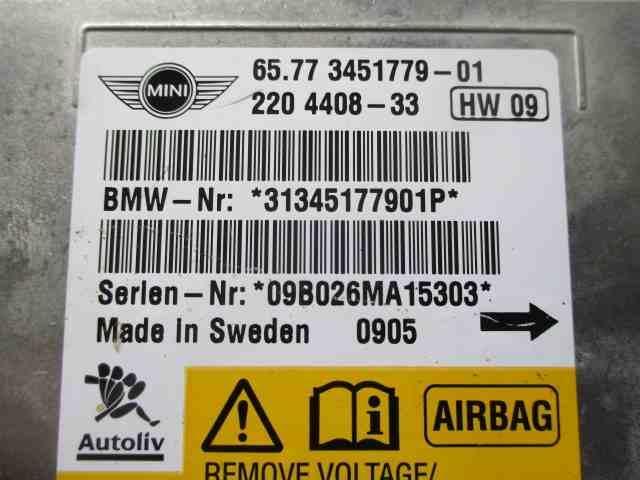 MINI
65.77 3451779-01
220 4408-33 HW 09
BMW-Nr: *31345177901P*
Serien-Nr: *09B026MA15303*
Made in Sweden 0905
Autoliv
AIRBAG
REMOVE VOLTAGE/